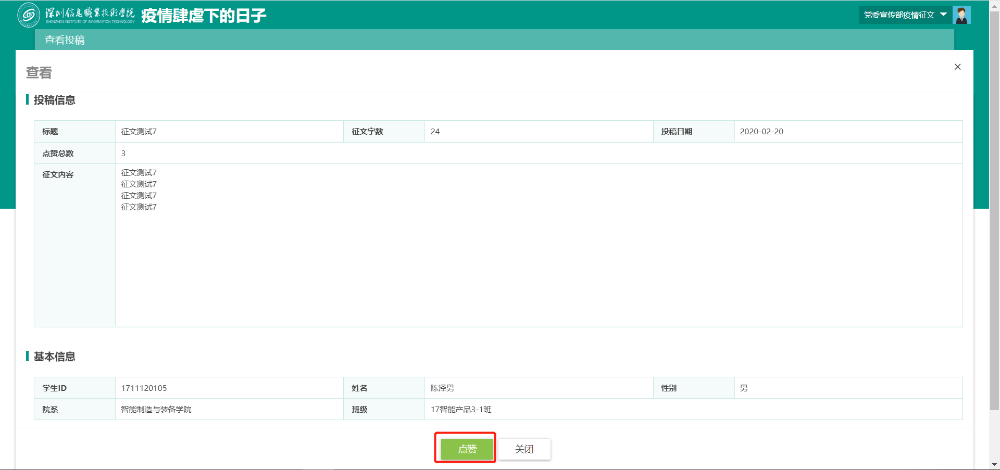 深圳信息職業技術學院 疫情肆虐下的日子
SHENZHEN INSTITUTE OF INFORMATION TECHNOLOGY
党委宣传部疫情征文
查看投稿
查看
投稿信息
标题 征文测试7 征文字数 24 投稿日期 2020-02-20
点赞总数 3
征文内容 征文测试7
征文测试7
征文测试7
征文测试7
基本信息
学生ID 1711120105 姓名 陈泽男 性别 男
院系 智能制造与装备学院 班级 17智能产品3-1班
点赞 关闭